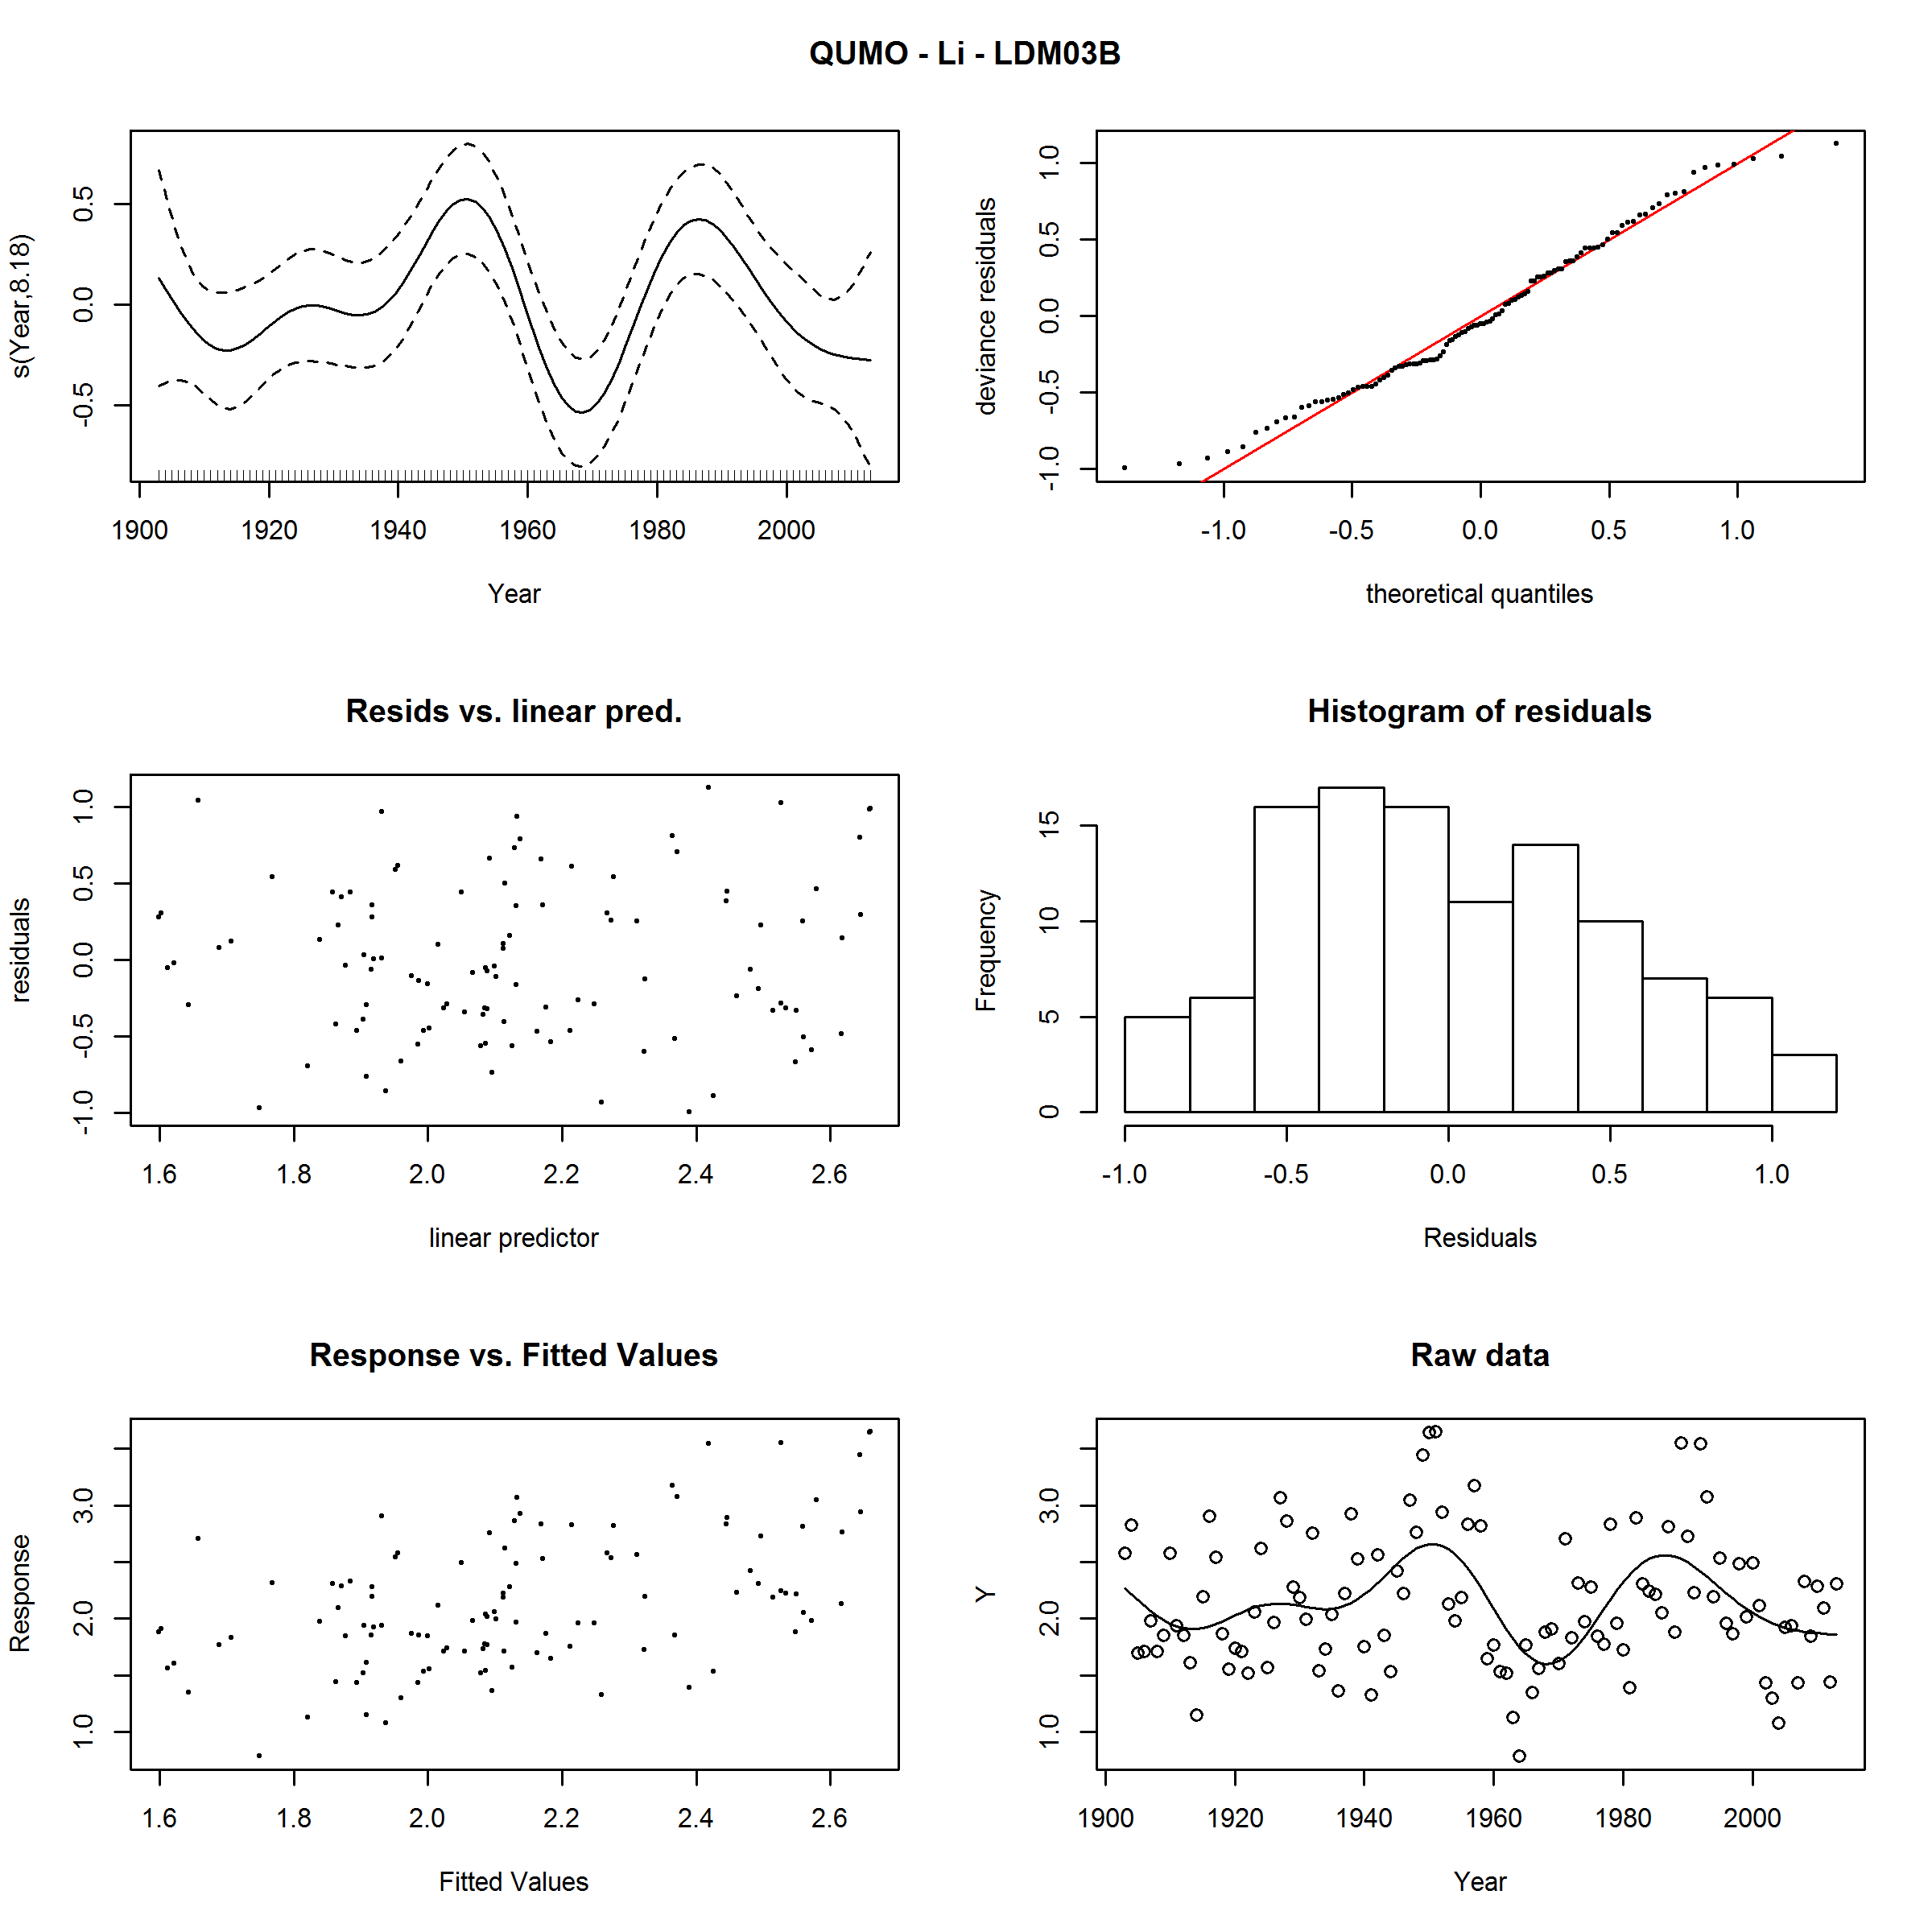 QUMO - Li - LDM03B
s(Year,8.18)
-0.5 0.0 0.5
1900 1920 1940 1960 1980 2000
Year
deviance residuals
-1.0 -0.5 0.0 0.5 1.0
-1.0 -0.5 0.0 0.5 1.0
theoretical quantiles
Resids vs. linear pred.
residuals
-1.0 -0.5 0.0 0.5 1.0
1.6 1.8 2.0 2.2 2.4 2.6
linear predictor
Histogram of residuals
Frequency
0 5 10 15
-1.0 -0.5 0.0 0.5 1.0
Residuals
Response vs. Fitted Values
Response
1.0 2.0 3.0
1.6 1.8 2.0 2.2 2.4 2.6
Fitted Values
Raw data
Y
1.0 2.0 3.0
1900 1920 1940 1960 1980 2000
Year